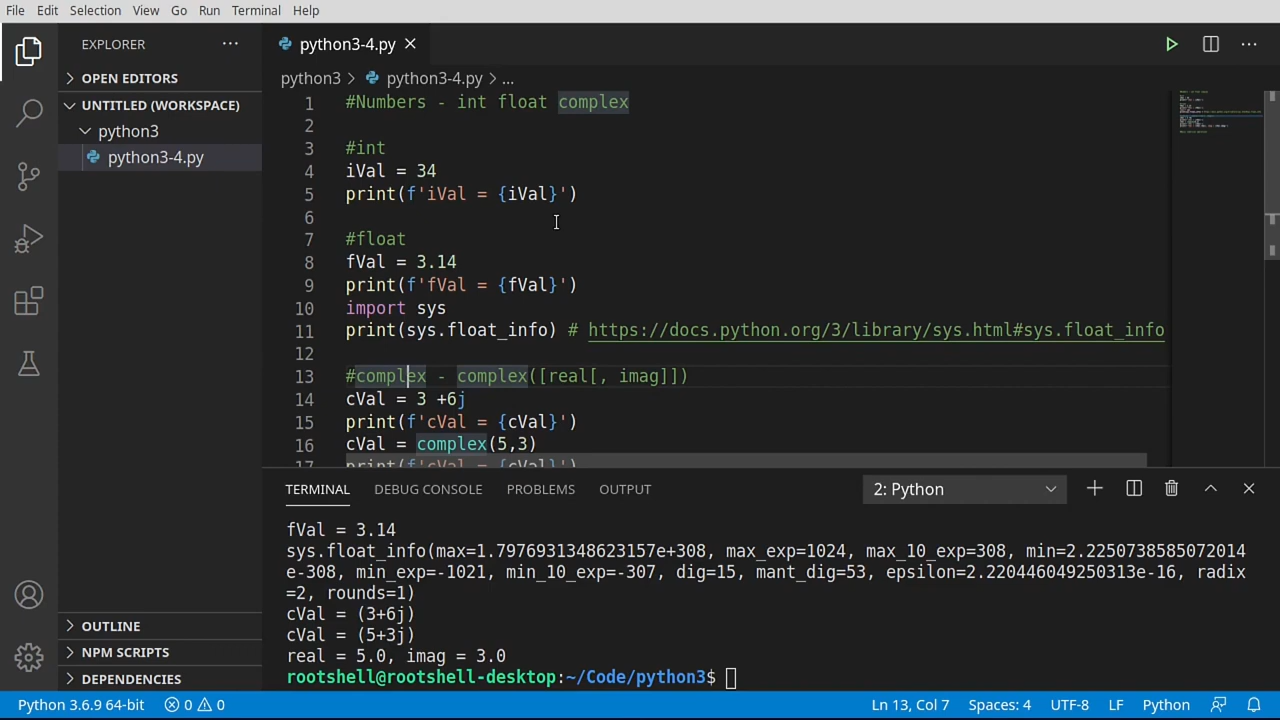 File Edit Selection View Go Run Terminal Help
EXPLORER
python3-4.py
OPEN EDITORS
python3 > python3-4.py > ...
UNTITLED (WORKSPACE)
python3
python3-4.py
1 #Numbers - int float complex
2
3 #int
4 iVal = 34
5 print(f'iVal = {iVal}')
6
7 #float
8 fVal = 3.14
9 print(f'fVal = {fVal}')
10 import sys
11 print(sys.float_info) # https://docs.python.org/3/library/sys.html#sys.float_info
12
13 #complex - complex([real[, imag]])
14 cVal = 3 +6j
15 print(f'cVal = {cVal}')
16 cVal = complex(5,3)
17 print(f'cVal = {cVal}')
TERMINAL DEBUG CONSOLE PROBLEMS OUTPUT 2: Python
fVal = 3.14
sys.float_info(max=1.7976931348623157e+308, max_exp=1024, max_10_exp=308, min=2.2250738585072014
e-308, min_exp=-1021, min_10_exp=-307, dig=15, mant_dig=53, epsilon=2.220446049250313e-16, radix
=2, rounds=1)
cVal = (3+6j)
cVal = (5+3j)
real = 5.0, imag = 3.0
rootshell@rootshell-desktop:~/Code/python3$
OUTLINE
NPM SCRIPTS
DEPENDENCIES
Python 3.6.9 64-bit 0 0 Ln 13, Col 7 Spaces: 4 UTF-8 LF Python